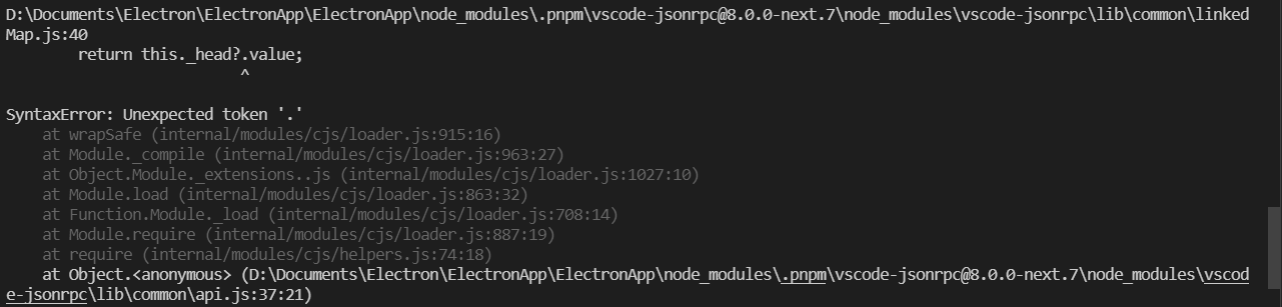 D:\Documents\Electron\ElectronApp\ElectronApp\node_modules\.pnpm\vscode-jsonrpc@8.0.0-next.7\node_modules\vscode-jsonrpc\lib\common\linked
Map.js:40
        return this._head?.value;
                          ^
SyntaxError: Unexpected token '.'
    at wrapSafe (internal/modules/cjs/loader.js:915:16)
    at Module._compile (internal/modules/cjs/loader.js:963:27)
    at Object.Module._extensions..js (internal/modules/cjs/loader.js:1027:10)
    at Module.load (internal/modules/cjs/loader.js:863:32)
    at Function.Module._load (internal/modules/cjs/loader.js:708:14)
    at Module.require (internal/modules/cjs/loader.js:887:19)
    at require (internal/modules/cjs/helpers.js:74:18)
    at Object.<anonymous> (D:\Documents\Electron\ElectronApp\ElectronApp\node_modules\.pnpm\vscode-jsonrpc@8.0.0-next.7\node_modules\vscod
e-jsonrpc\lib\common\api.js:37:21)